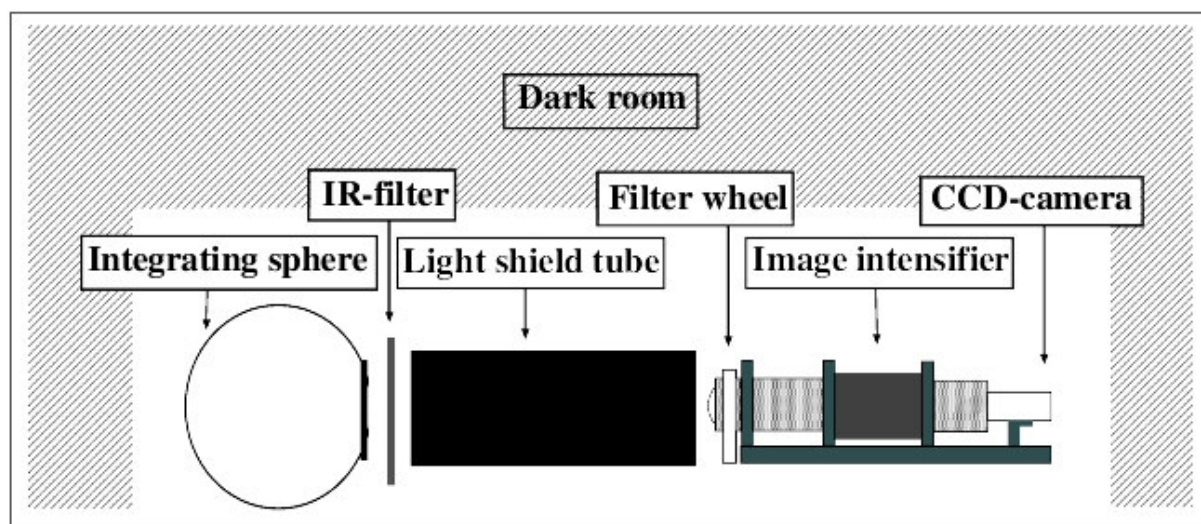 Dark room
IR-filter
Filter wheel
CCD-camera
Integrating sphere
Light shield tube
Image intensifier